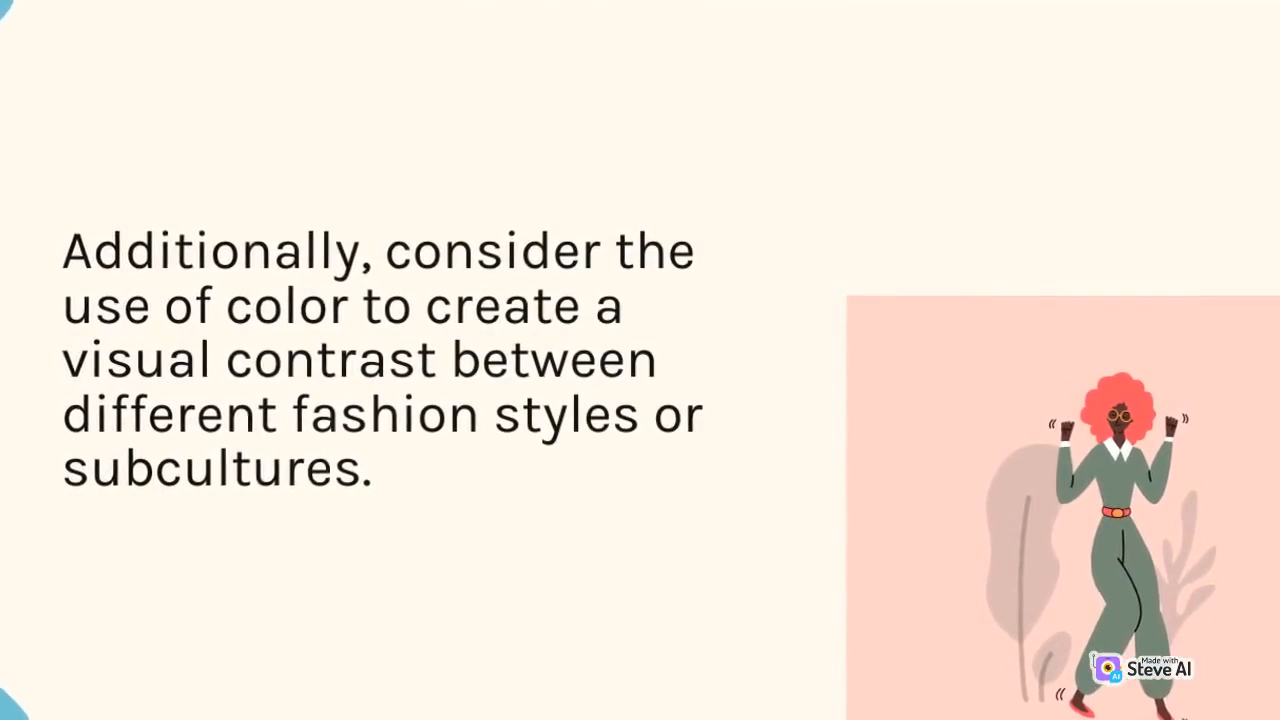 Additionally, consider the
use of color to create a
visual contrast between
different fashion styles or
subcultures.
Made with
Steve AI
AI